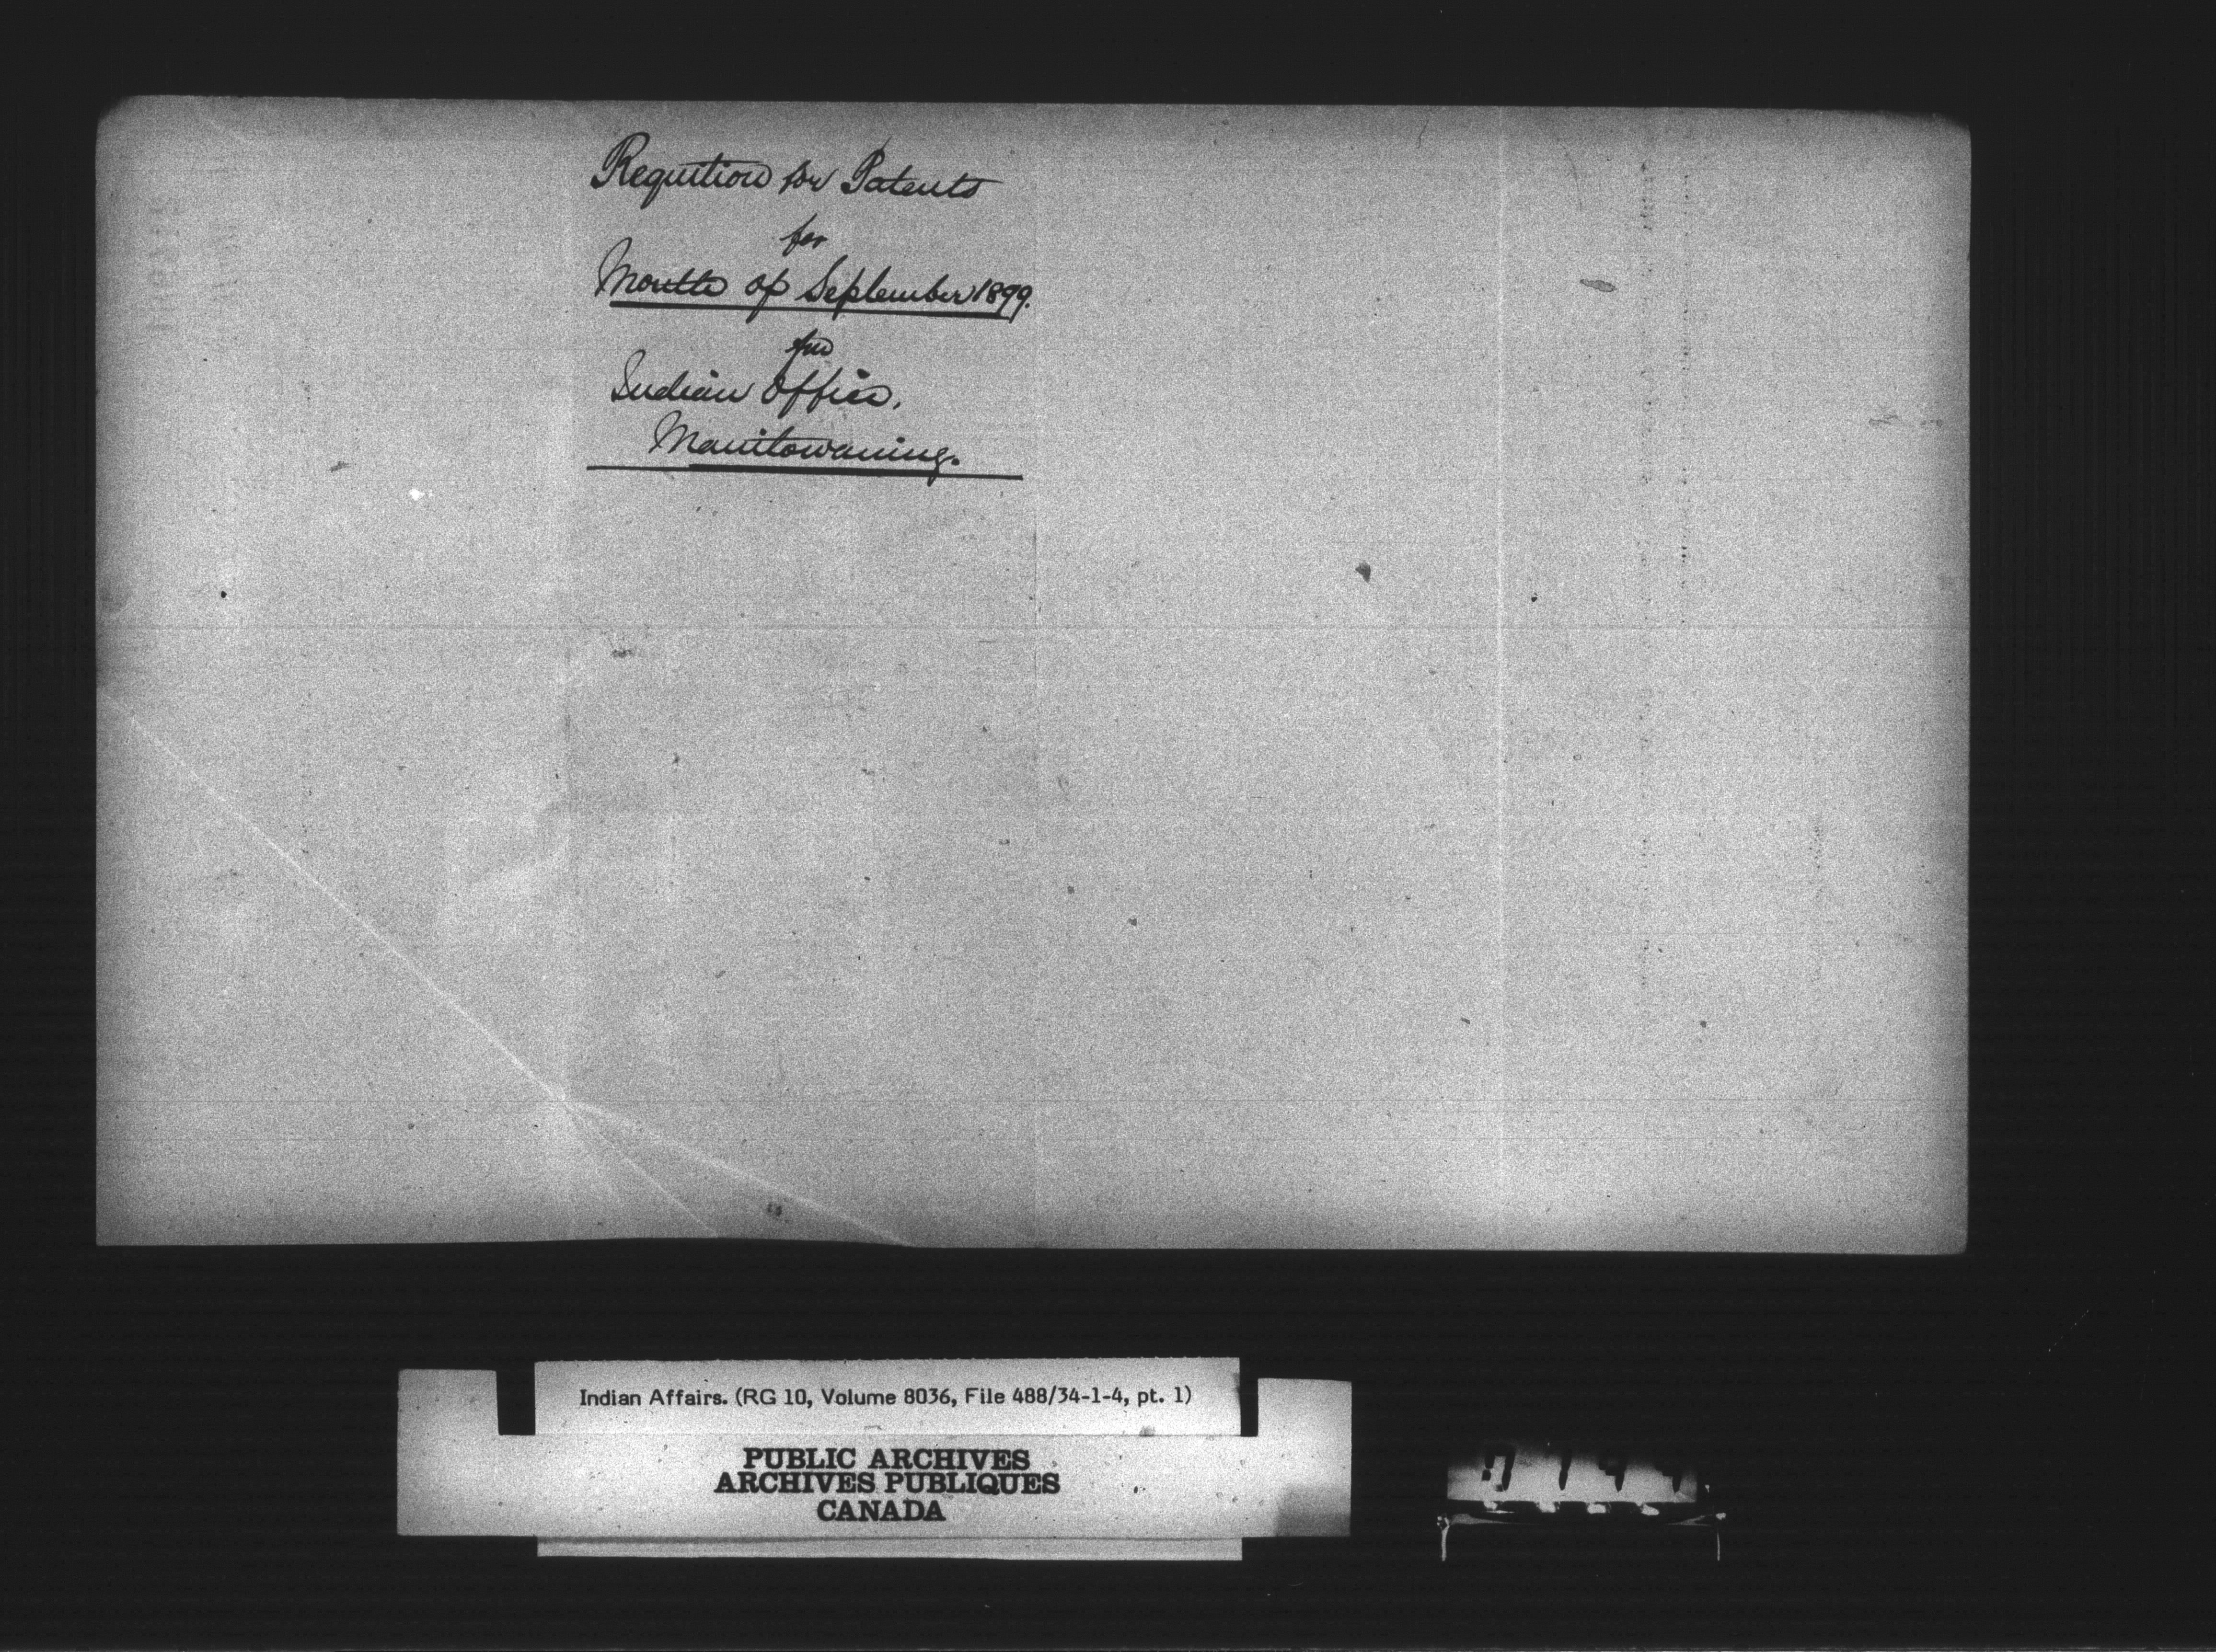 Requition for Patents
for
Month of September 1899.
for
Indian Office,
Manitowaning.
Indian Affairs. (RG 10, Volume 8036, File 488/34-1-4, pt. 1)
PUBLIC ARCHIVES
ARCHIVES PUBLIQUES
CANADA